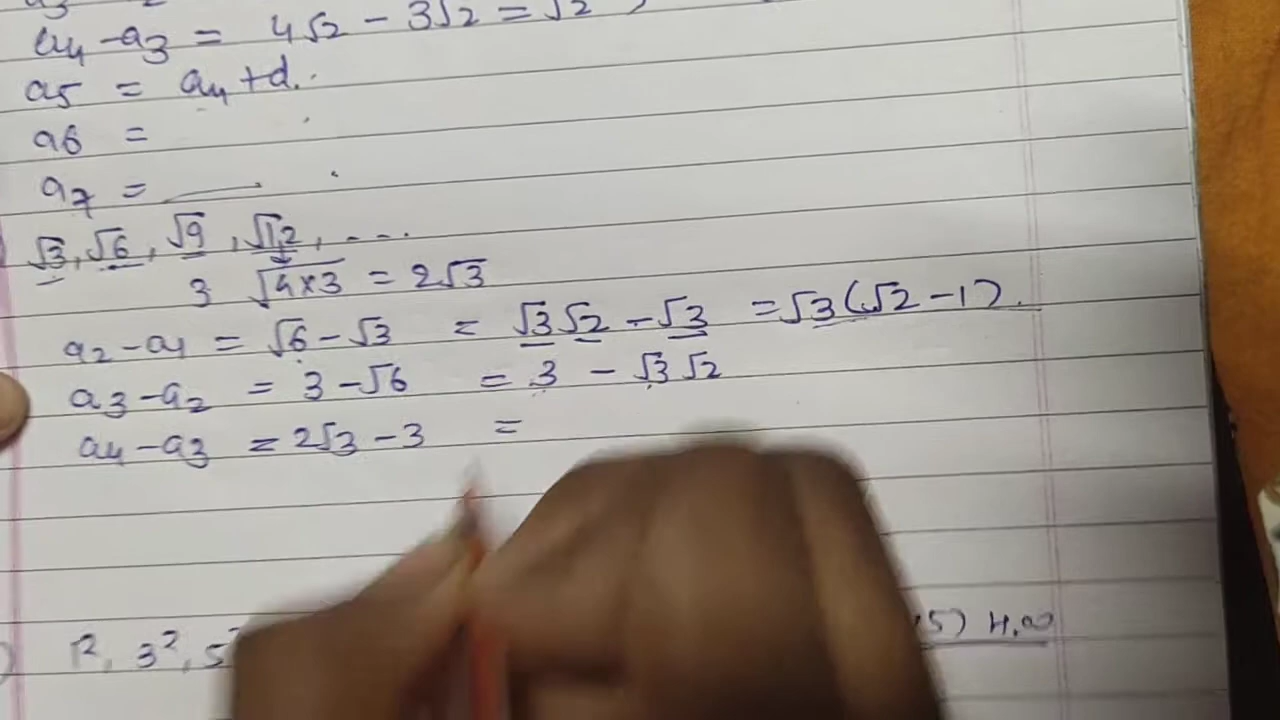 a4 - a3 = 4√2 - 3√2 = √2
a5 = a4 + d.
a6 =
a7 =
√3, √6, √9, √12, ....
3 √4×3 = 2√3
a2 - a1 = √6 - √3 = √3√2 - √3 = √3(√2 - 1).
a3 - a2 = 3 - √6 = 3 - √3√2
a4 - a3 = 2√3 - 3 =
1², 3², 5²
5) 4.00